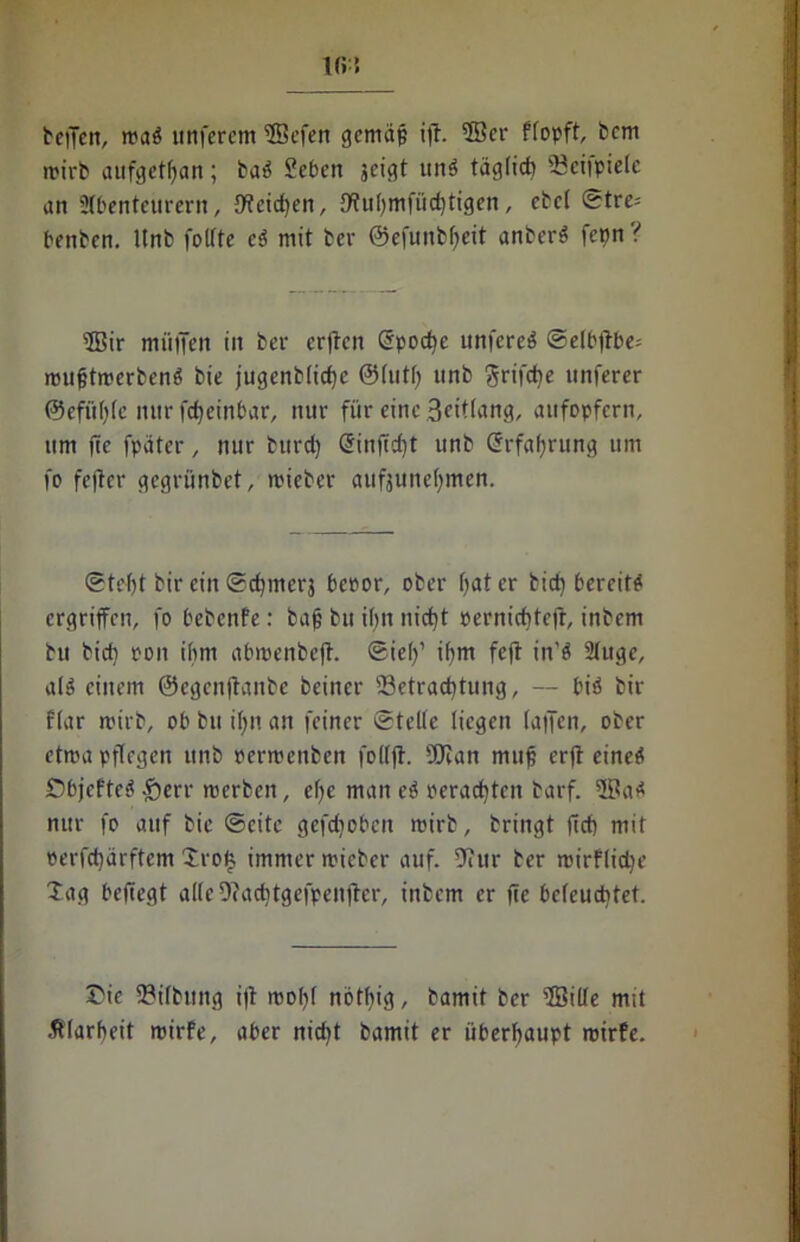 163
dessen, was unserem Wesen gemäß ist. Wer klopft, dem
wird aufgethan; das Leben zeigt uns täglich Beispiele
an Abenteurern, Reichen, Ruhmsüchtigen, edel Stre-
benden. Und sollte es mit der Gesundheit anders seyn?
Wir müssen in der ersten Epoche unseres Selbstbe-
wußtwerdens die jugendliche Gluth und Frische unserer
Gefühle nur scheinbar, nur für eine Zeitlang, aufopfern,
um sie später, nur durch Einsicht und Erfahrung um
so fester gegründet, wieder aufzunehmen.
Steht dir ein Schmerz bevor, oder hat er dich bereits
ergriffen, so bedenke: daß du ihn nicht vernichtest, indem
du dich von ihm abwendest. Sieh' ihm fest in's Auge,
als einem Gegenstande deiner Betrachtung, — bis dir
klar wird, ob du ihn an seiner Stelle liegen lassen, oder
etwa pflegen und verwenden sollst. Man muß erst eines
Objektes Herr werden, ehe man es verachten darf. Was
nur so auf die Seite geschoben wird, bringt sich mit
verschärftem Trotz immer wieder auf. Nur der wirkliche
Tag besiegt alle Nachtgespenster, indem er sie beleuchtet.
Die Bildung ist wohl nöthig, damit der Wille mit
Klarheit wirke, aber nicht damit er überhaupt wirke.